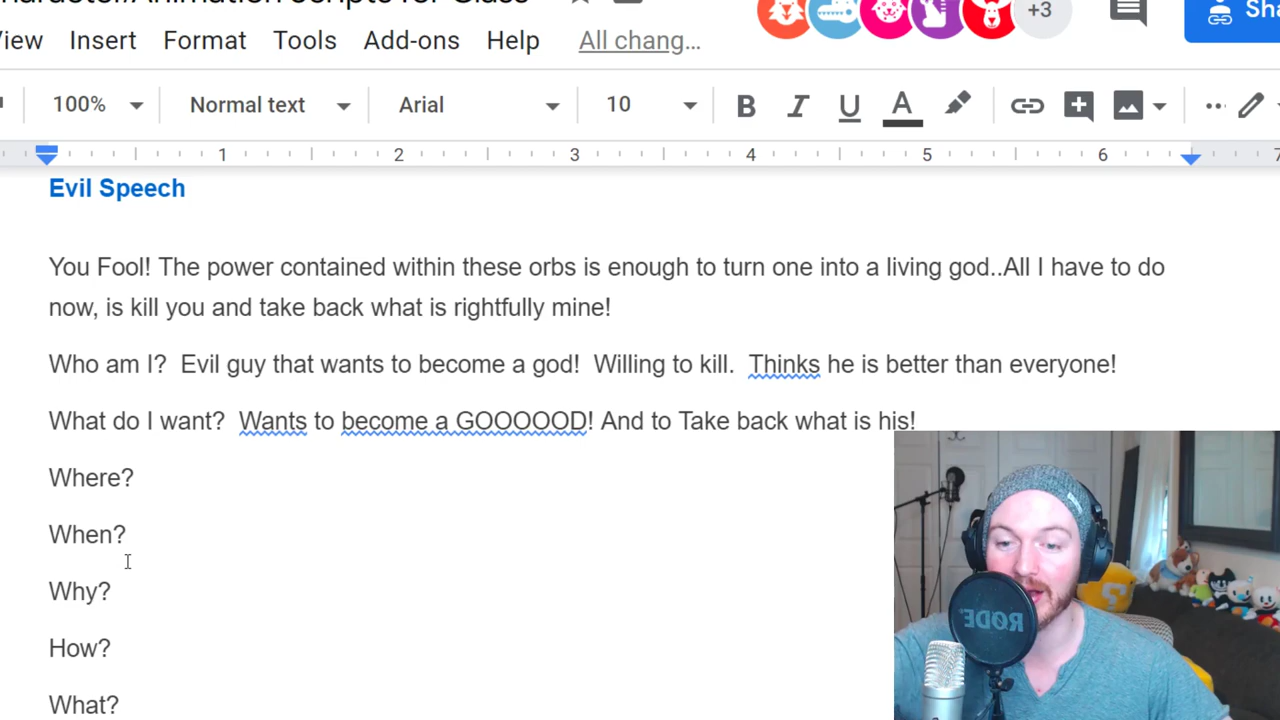 View Insert Format Tools Add-ons Help All chang...
+3
100% Normal text Arial 10 B I U A
1 2 3 4 5 6 7
Evil Speech
You Fool! The power contained within these orbs is enough to turn one into a living god..All I have to do
now, is kill you and take back what is rightfully mine!
Who am I? Evil guy that wants to become a god! Willing to kill. Thinks he is better than everyone!
What do I want? Wants to become a GOOOOOD! And to Take back what is his!
Where?
When?
Why?
How?
What?
RØDE